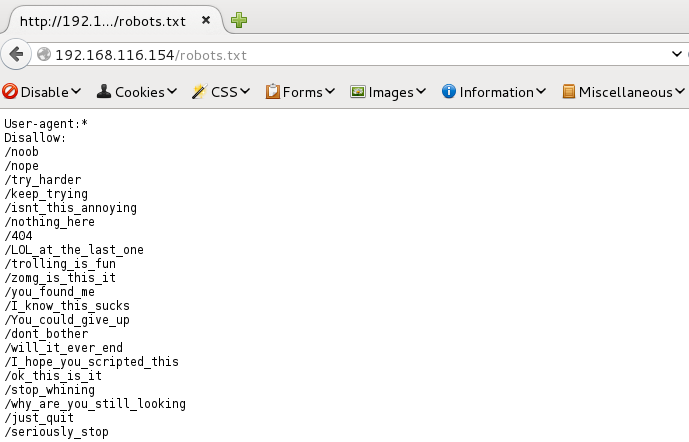 http://192.1.../robots.txt
192.168.116.154/robots.txt
Disable Cookies CSS Forms Images Information Miscellaneous
User-agent:*
Disallow:
/noob
/nope
/try_harder
/keep_trying
/isnt_this_annoying
/nothing_here
/404
/LOL_at_the_last_one
/trolling_is_fun
/zomg_is_this_it
/you_found_me
/I_know_this_sucks
/You_could_give_up
/dont_bother
/will_it_ever_end
/I_hope_you_scripted_this
/ok_this_is_it
/stop_whining
/why_are_you_still_looking
/just_quit
/seriously_stop